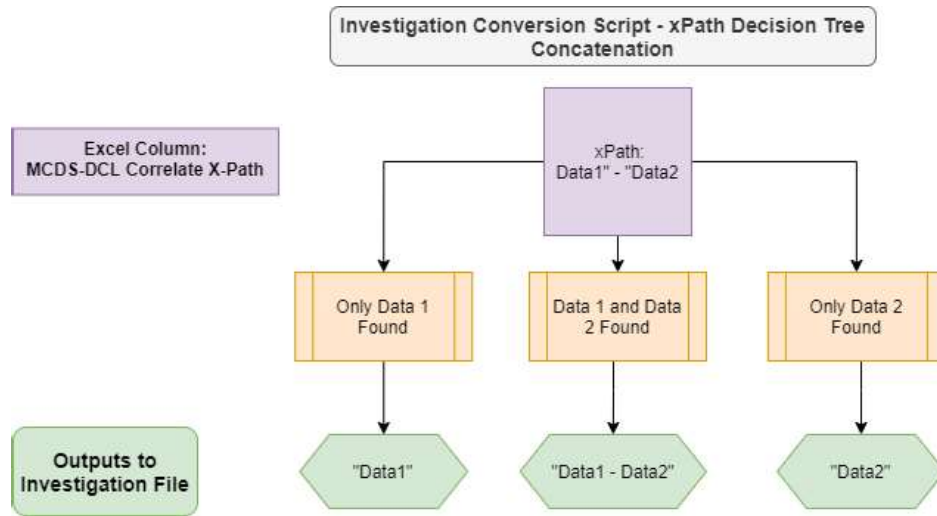 Investigation Conversion Script - xPath Decision Tree
Concatenation
Excel Column:
MCDS-DCL Correlate X-Path
xPath:
Data1" - "Data2
Only Data 1
Found
Data 1 and Data
2 Found
Only Data 2
Found
Outputs to
Investigation File
"Data1"
"Data1 - Data2"
"Data2"